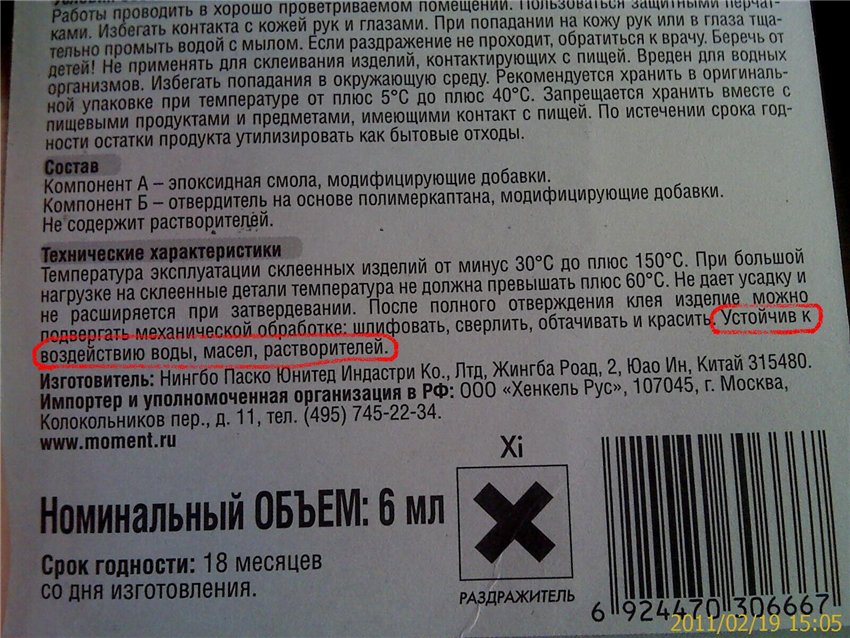 Работы проводить в хорошо проветриваемом помещении. Пользоваться защитными перчат-
ками. Избегать контакта с кожей рук и глазами. При попадании на кожу рук или в глаза тща-
тельно промыть водой с мылом. Если раздражение не проходит, обратиться к врачу. Беречь от
детей! Не применять для склеивания изделий, контактирующих с пищей. Вреден для водных
организмов. Избегать попадания в окружающую среду. Рекомендуется хранить в оригиналь-
ной упаковке при температуре от плюс 5°С до плюс 40°С. Запрещается хранить вместе с
пищевыми продуктами и предметами, имеющими контакт с пищей. По истечении срока год-
ности остатки продукта утилизировать как бытовые отходы.
Состав
Компонент А – эпоксидная смола, модифицирующие добавки.
Компонент Б – отвердитель на основе полимеркаптана, модифицирующие добавки.
Не содержит растворителей.
Технические характеристики
Температура эксплуатации склеенных изделий от минус 30°С до плюс 150°С. При большой
нагрузке на склеенные детали температура не должна превышать плюс 60°С. Не дает усадку и
не расширяется при затвердевании. После полного отверждения клея изделие можно
подвергать механической обработке: шлифовать, сверлить, обтачивать и красить. Устойчив к
воздействию воды, масел, растворителей.
Изготовитель: Нингбо Паско Юнитед Индастри Ко., Лтд, Жингба Роад, 2, Юао Ин, Китай 315480.
Импортер и уполномоченная организация в РФ: ООО «Хенкель Рус», 107045, г. Москва,
Колокольников пер., д. 11, тел. (495) 745-22-34.
www.moment.ru
Xi
Номинальный ОБЪЕМ: 6 мл
Срок годности: 18 месяцев
со дня изготовления.
РАЗДРАЖИТЕЛЬ
6 924470 306667
2011/02/19 15:05